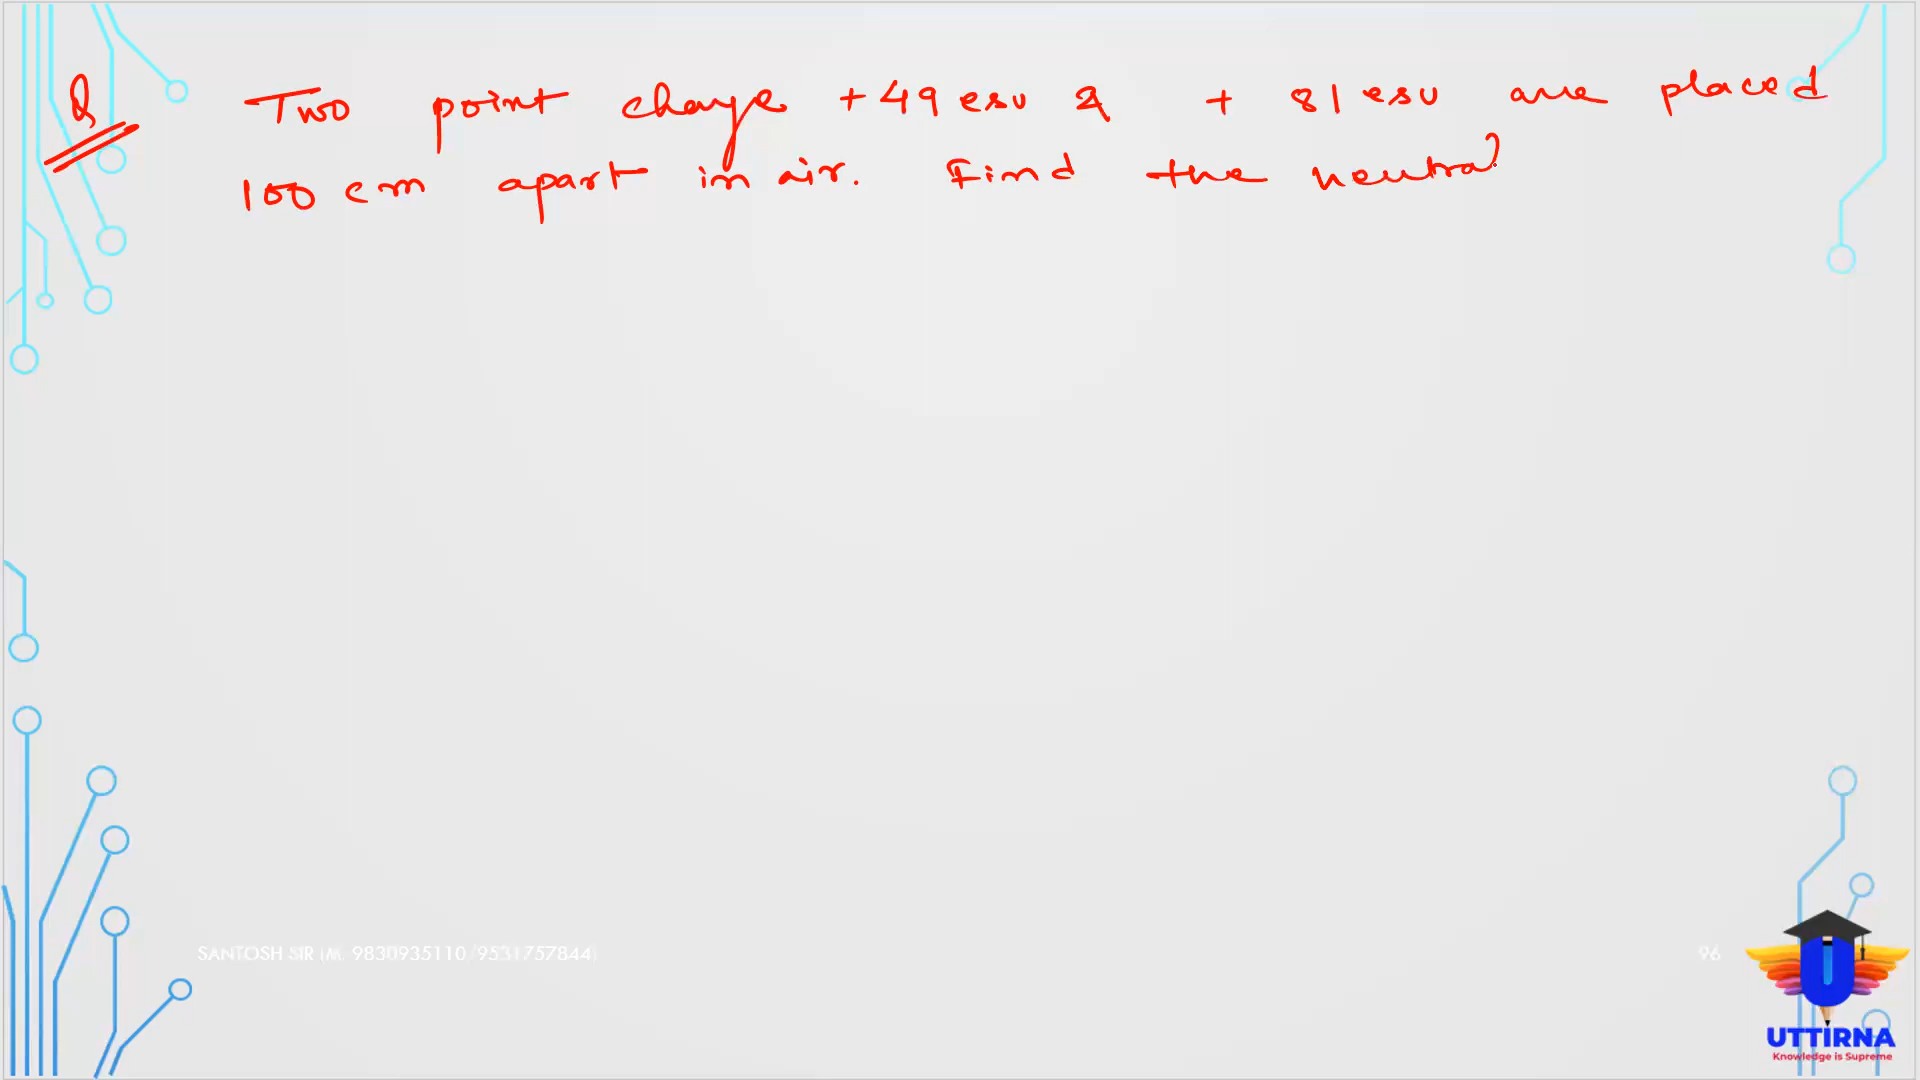 Q Two point charge +49 esu & + 81 esu are placed
100 cm apart in air. Find the neutral
SANTOSH SIR (M. 9830935110/9531757844)
96
UTTIRNA
Knowledge is Supreme